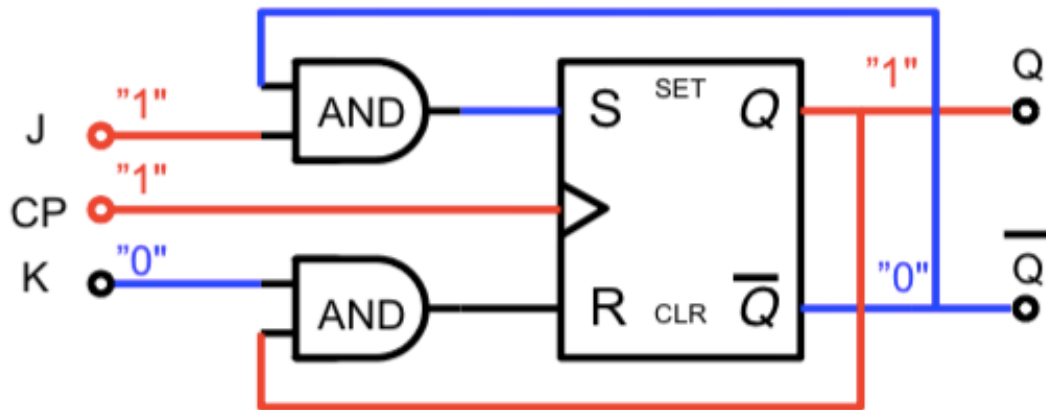 J
"1"
CP
"1"
K
"0"
AND
AND
S
SET
Q
R
CLR
Q̅
"1"
"0"
Q
Q̅